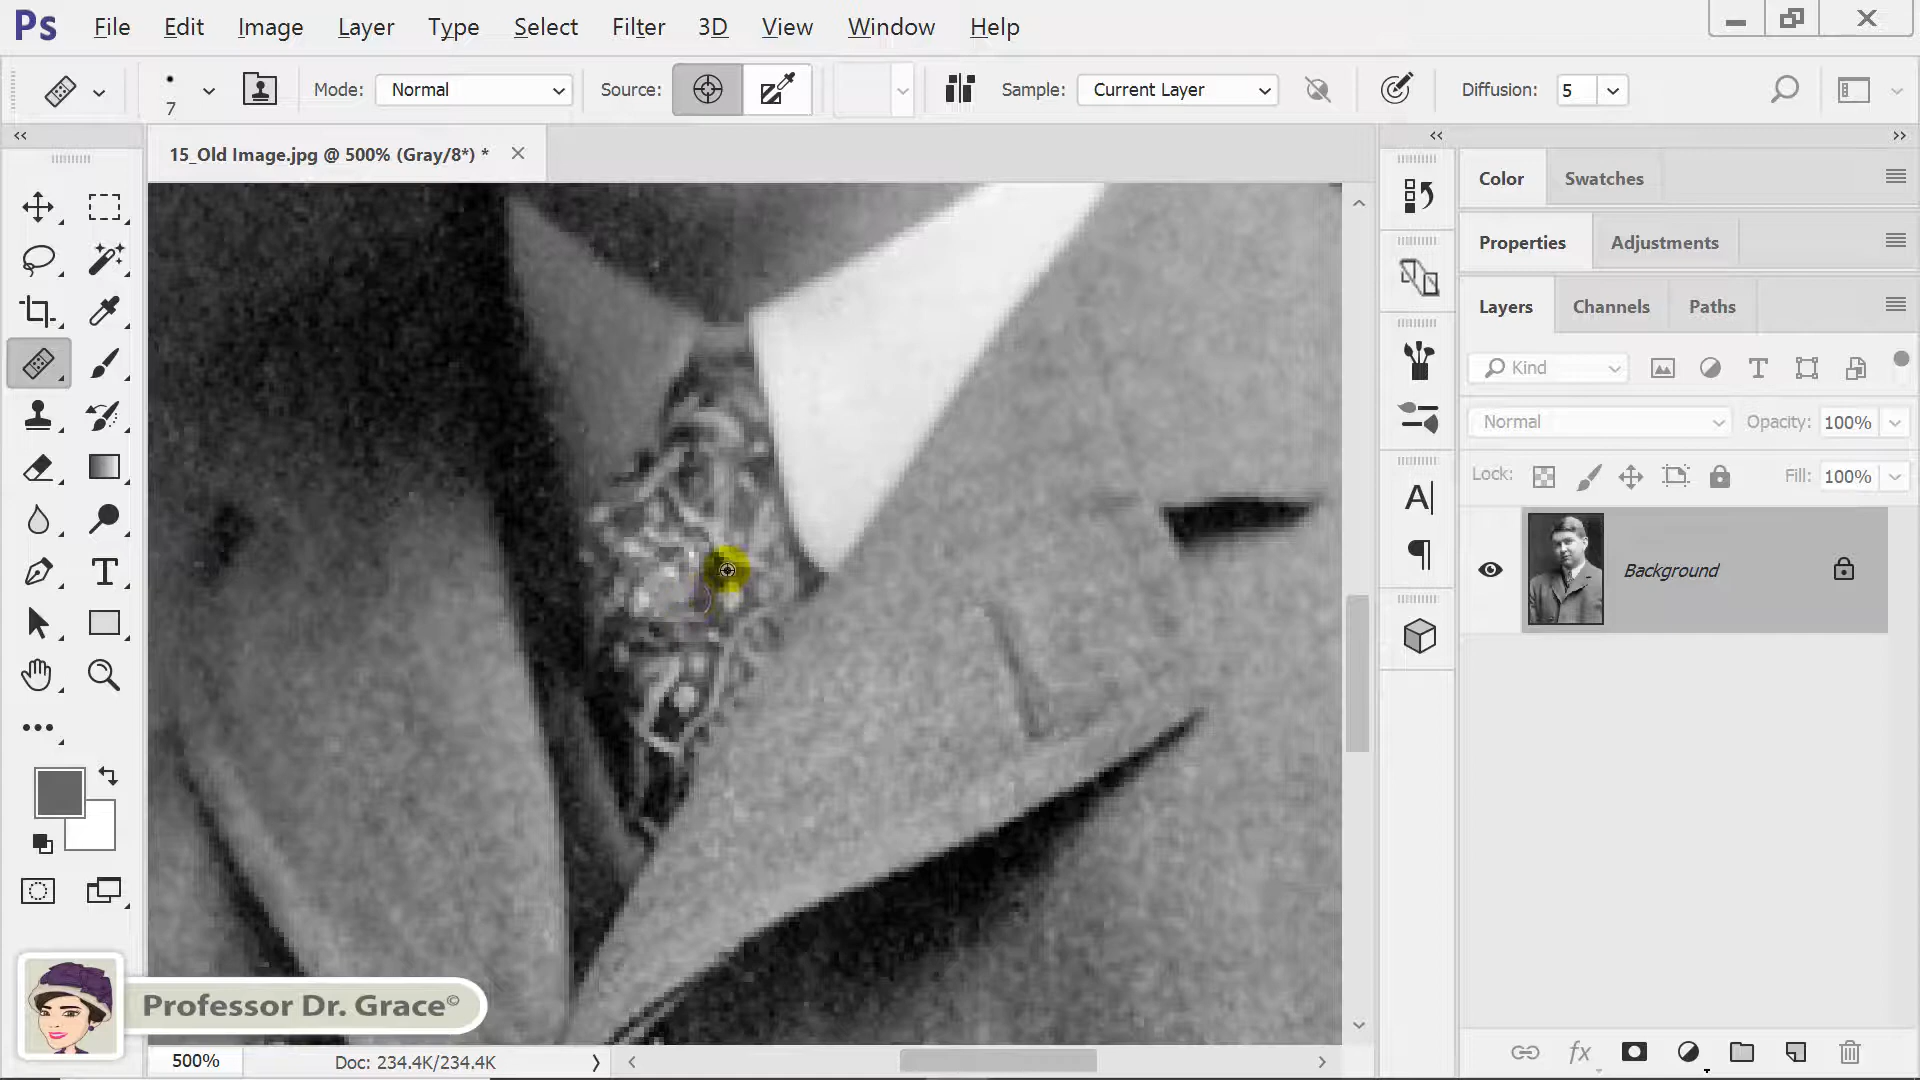 Ps File Edit Image Layer Type Select Filter 3D View Window Help
7 Mode: Normal Source: Sample: Current Layer Diffusion: 5
15_Old Image.jpg @ 500% (Gray/8*) *
Color Swatches
Properties Adjustments
Layers Channels Paths
Kind
Normal Opacity: 100%
Lock: Fill: 100%
Background
Professor Dr. Grace©
500% Doc: 234.4K/234.4K
fx